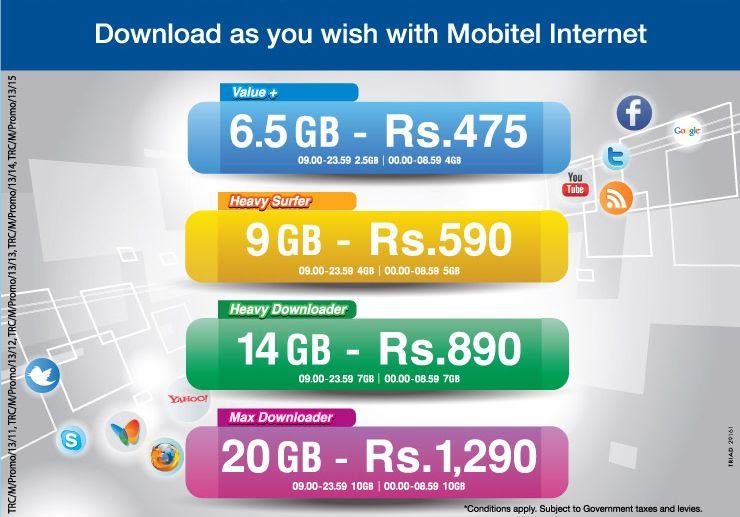 Download as you wish with Mobitel Internet
Value +
6.5 GB - Rs.475
09.00-23.59 2.5GB | 00.00-08.59 4GB
Heavy Surfer
9 GB - Rs.590
09.00-23.59 4GB | 00.00-08.59 5GB
Heavy Downloader
14 GB - Rs.890
09.00-23.59 7GB | 00.00-08.59 7GB
Max Downloader
20 GB - Rs.1,290
09.00-23.59 10GB | 00.00-08.59 10GB
*Conditions apply. Subject to Government taxes and levies.
TRC/M/Promo/13/11, TRC/M/Promo/13/12, TRC/M/Promo/13/13, TRC/M/Promo/13/14, TRC/M/Promo/13/15
f
Google
t
You
Tube
YAHOO!
S
TRIAD 29161